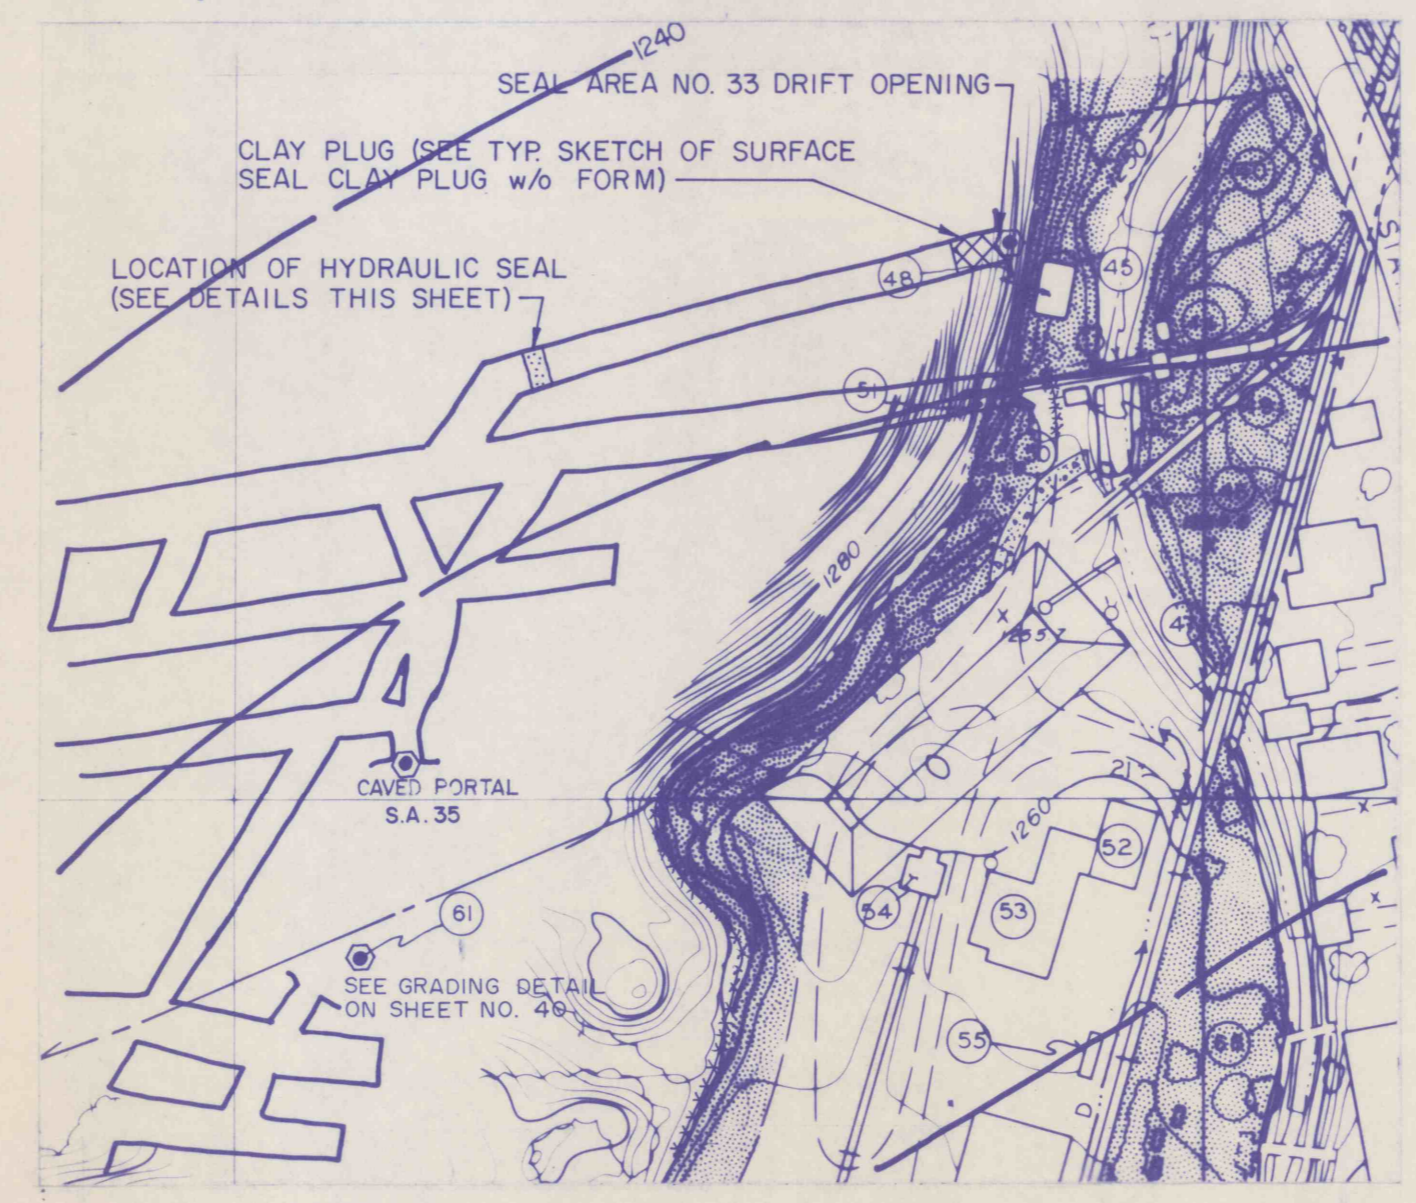 1240
SEAL AREA NO. 33 DRIFT OPENING
CLAY PLUG (SEE TYP. SKETCH OF SURFACE
SEAL CLAY PLUG w/o FORM)
LOCATION OF HYDRAULIC SEAL
(SEE DETAILS THIS SHEET)
48
45
51
1280
47
CAVED PORTAL
S.A. 35
21"
1260
52
54
53
61
SEE GRADING DETAIL
ON SHEET NO. 40
55
D